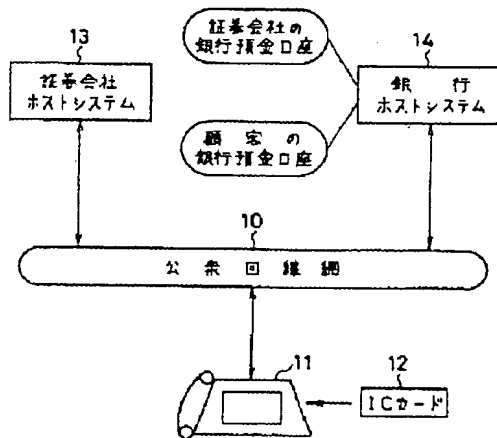 13
証券会社
ホストシステム
証券会社の
銀行預金口座
顧客の
銀行預金口座
14
銀行
ホストシステム
10
公衆回線網
11
12
ICカード